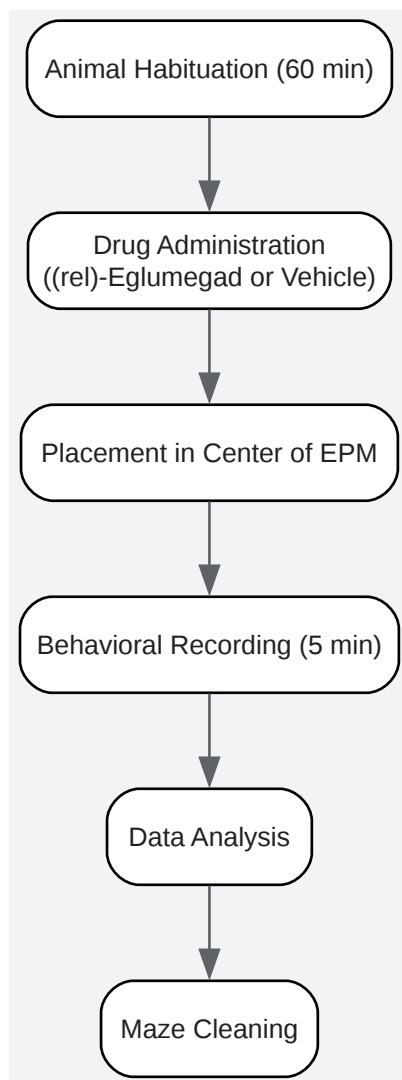 Animal Habituation (60 min)
Drug Administration
((rel)-Eglumegad or Vehicle)
Placement in Center of EPM
Behavioral Recording (5 min)
Data Analysis
Maze Cleaning